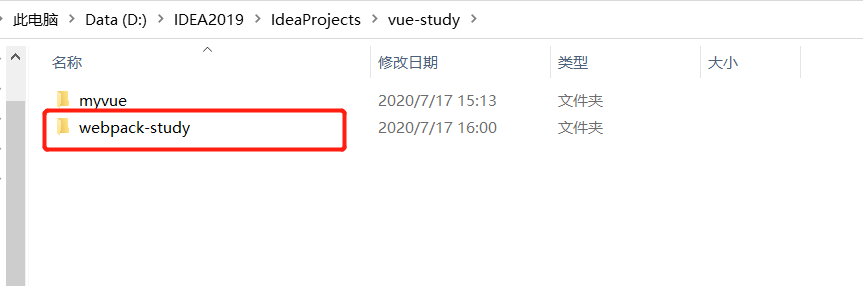 此电脑 › Data (D:) › IDEA2019 › IdeaProjects › vue-study ›
名称 修改日期 类型 大小
myvue 2020/7/17 15:13 文件夹
webpack-study 2020/7/17 16:00 文件夹